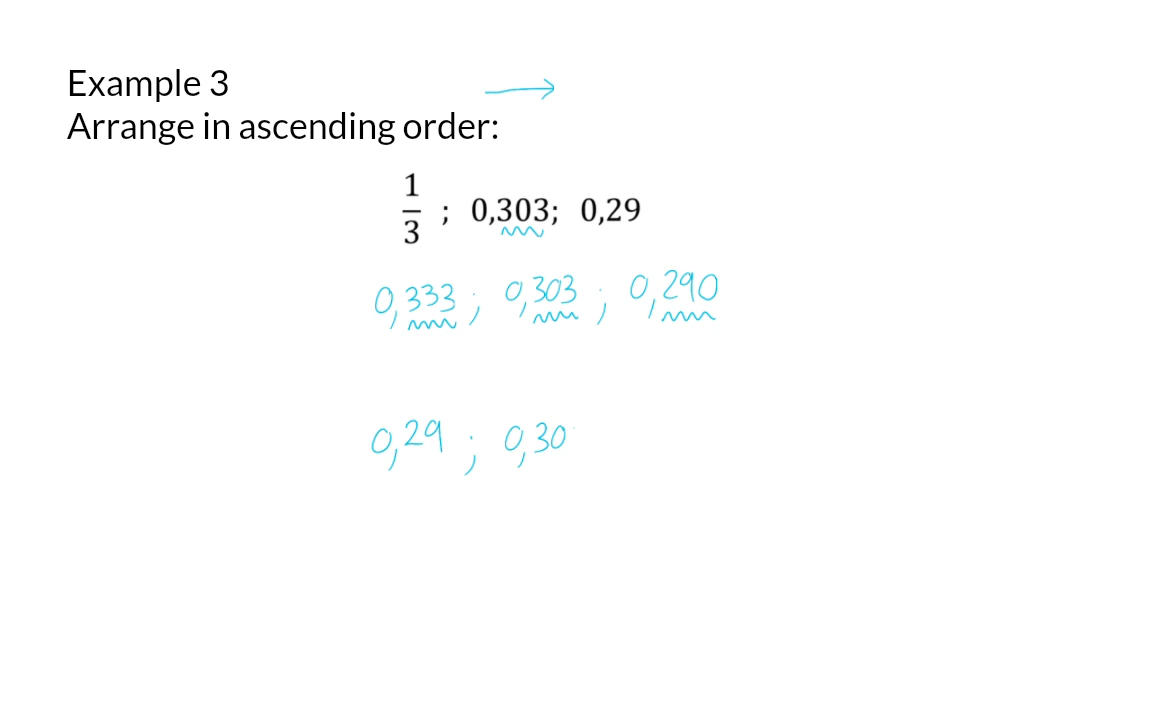 Example 3
Arrange in ascending order:
1/3 ; 0,303; 0,29
0,333 ; 0,303 ; 0,290
0,29 ; 0,30